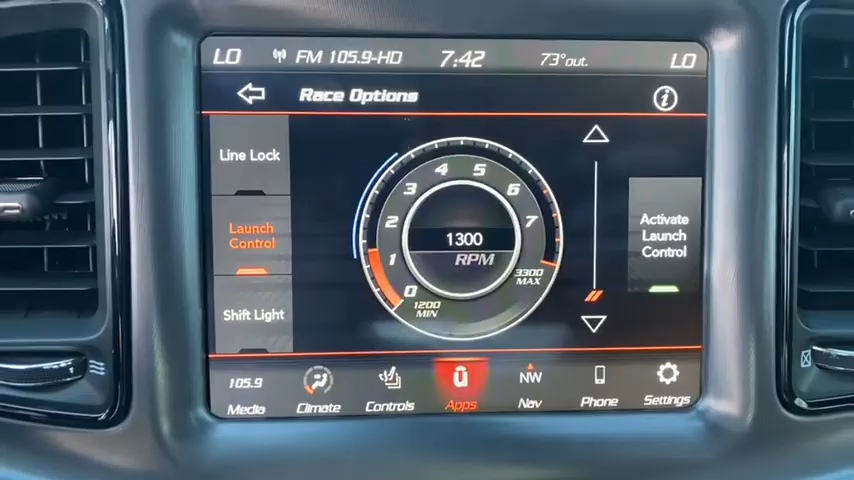 LO FM 105.9-HD 7:42 73°out. LO
Race Options
Line Lock
Launch
Control
Shift Light
0 1 2 3 4 5 6 7
1300
RPM
1200
MIN
3300
MAX
Activate
Launch
Control
105.9 NW
Media Climate Controls Apps Nav Phone Settings